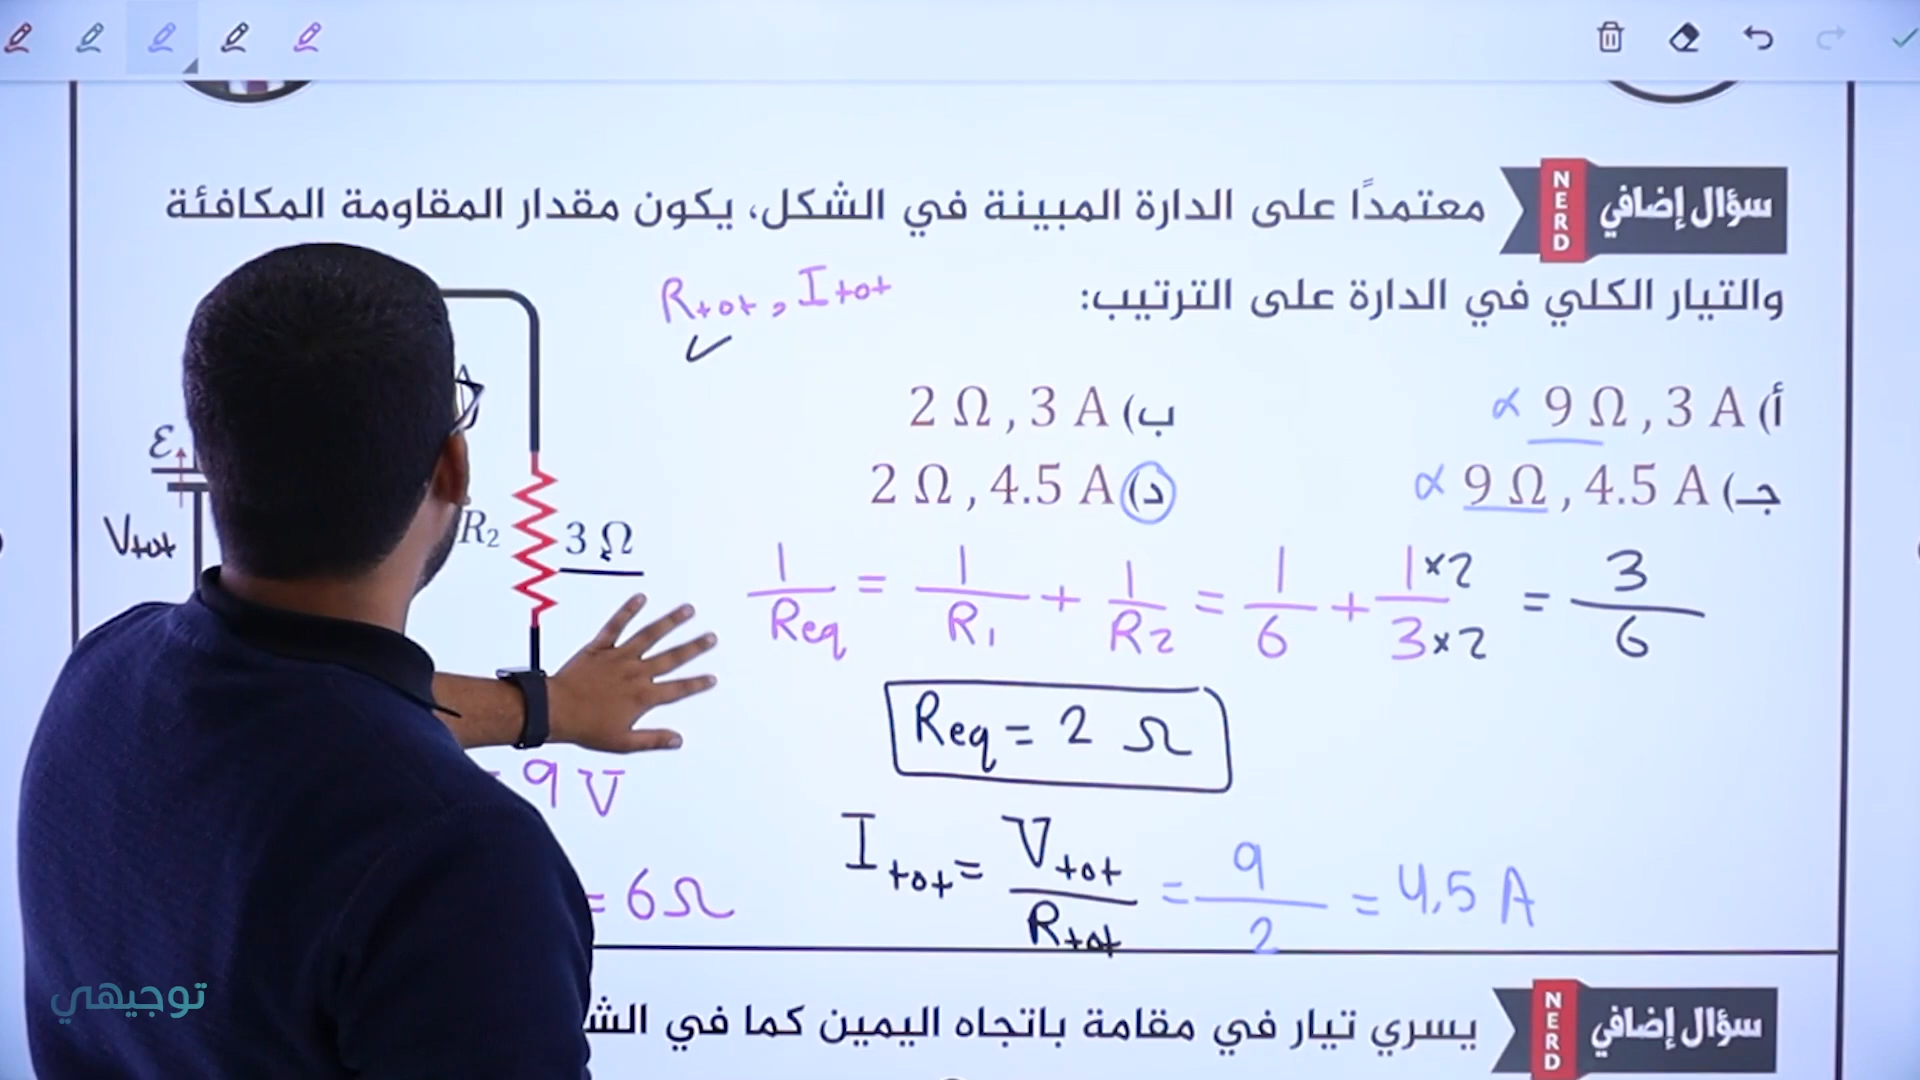 سؤال إضافي NERD معتمدًا على الدارة المبينة في الشكل، يكون مقدار المقاومة المكافئة
والتيار الكلي في الدارة على الترتيب:
Rtot , Itot ✓
أ) 9 Ω , 3 A ∝
ب) 2 Ω , 3 A
جـ) 9 Ω , 4.5 A ∝
د) 2 Ω , 4.5 A
ε
Vtot
A
R2
3 Ω
1/Req = 1/R1 + 1/R2 = 1/6 + 1×2/3×2 = 3/6
Req = 2 Ω
= 9 V
= 6 Ω
Itot = Vtot/Rtot = 9/2 = 4,5 A
سؤال إضافي NERD يسري تيار في مقامة باتجاه اليمين كما في
توجيهي